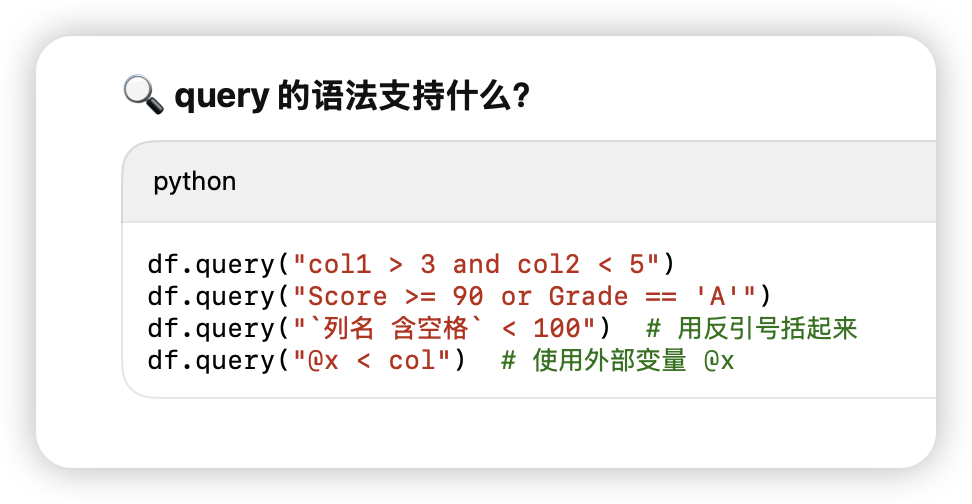 🔍 query 的语法支持什么？
python
df.query("col1 > 3 and col2 < 5")
df.query("Score >= 90 or Grade == 'A'")
df.query("`列名 含空格` < 100")  # 用反引号括起来
df.query("@x < col")  # 使用外部变量 @x